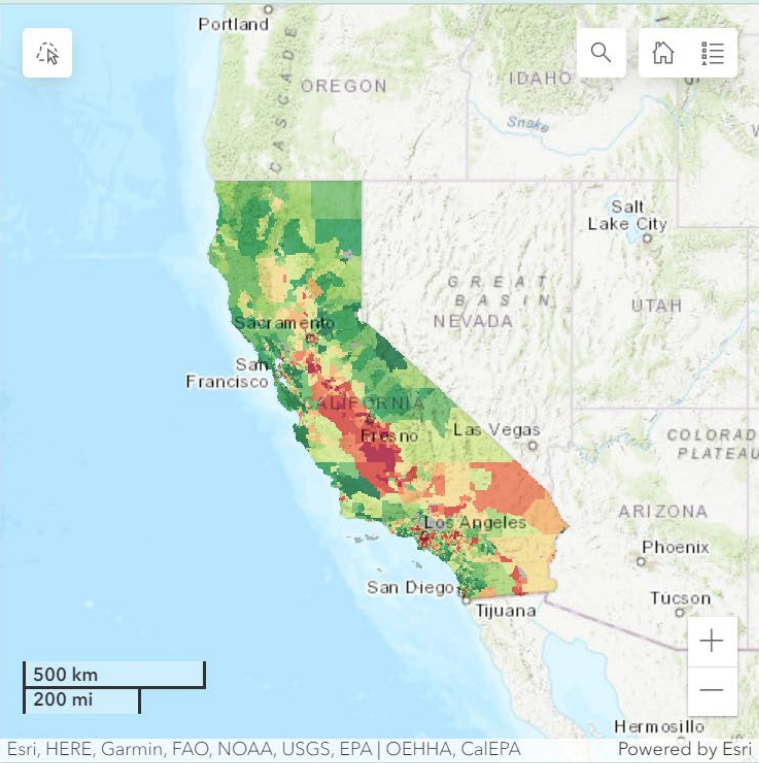 Portland
CASCADE
OREGON
IDAHO
Snake
Salt
Lake City
GREAT
BASIN
NEVADA
UTAH
Sacramento
San
Francisco
CALIFORNIA
Fresno
Las Vegas
COLORAD
PLATEAU
ARIZONA
Los Angeles
Phoenix
San Diego
Tijuana
Tucson
+
−
500 km
200 mi
Hermosillo
Esri, HERE, Garmin, FAO, NOAA, USGS, EPA | OEHHA, CalEPA
Powered by Esri